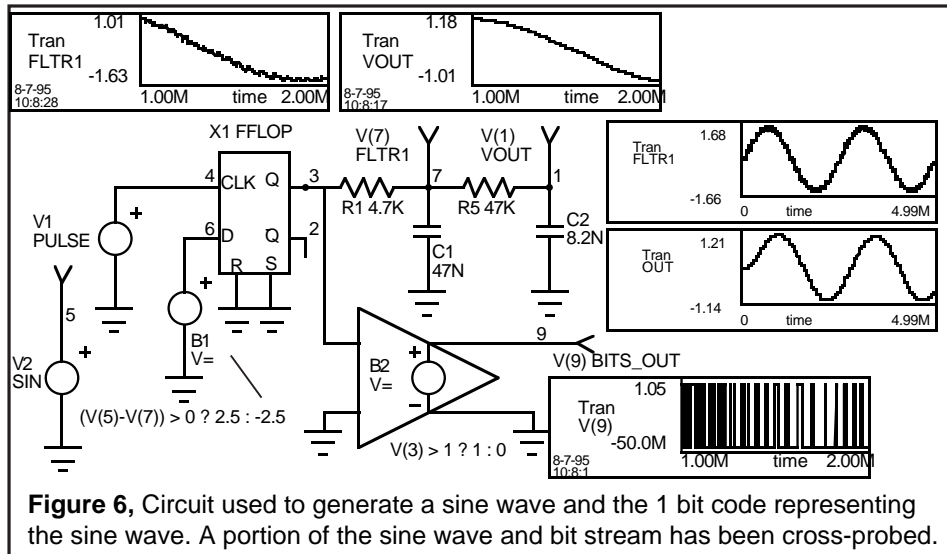 1.01
Tran
FLTR1
-1.63
8-7-95
10:8:28
1.00M time 2.00M
1.18
Tran
VOUT
-1.01
8-7-95
10:8:17
1.00M time 2.00M
X1 FFLOP
V(7)
FLTR1
V(1)
VOUT
4 CLK Q 3
7
1
R1 4.7K
R5 47K
6 D Q 2
R S
V1
PULSE
C1
47N
C2
8.2N
1.68
Tran
FLTR1
-1.66
0 time 4.99M
1.21
Tran
OUT
-1.14
0 time 4.99M
5
V2
SIN
B1
V=
(V(5)-V(7)) > 0 ? 2.5 : -2.5
B2
V=
V(3) > 1 ? 1 : 0
9
V(9) BITS_OUT
1.05
Tran
V(9)
-50.0M
8-7-95
10:8:1
1.00M time 2.00M
Figure 6, Circuit used to generate a sine wave and the 1 bit code representing
the sine wave. A portion of the sine wave and bit stream has been cross-probed.